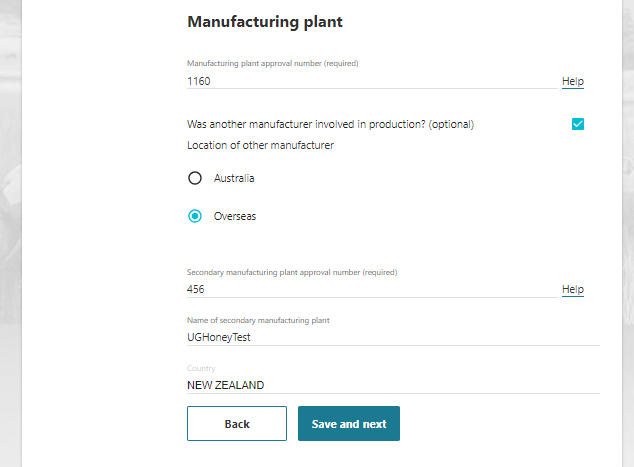 Manufacturing plant
Manufacturing plant approval number (required)
1160
Help
Was another manufacturer involved in production? (optional)
Location of other manufacturer
Australia
Overseas
Secondary manufacturing plant approval number (required)
456
Help
Name of secondary manufacturing plant
UGHoneyTest
Country
NEW ZEALAND
Back
Save and next